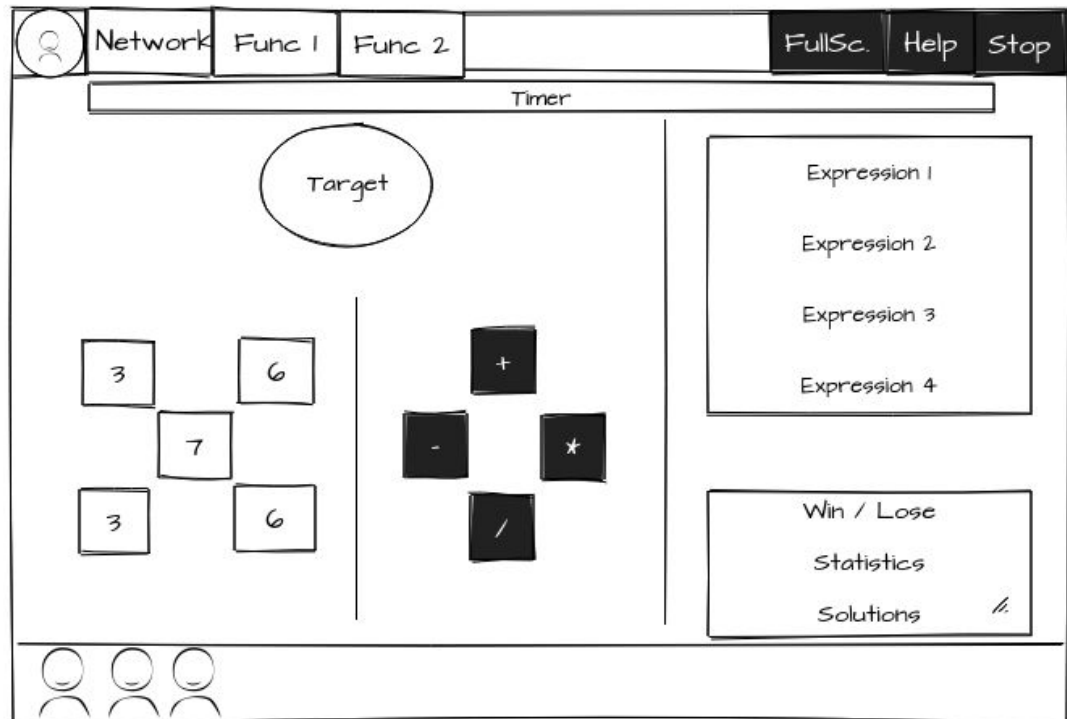 Network Func 1 Func 2 FullSc. Help Stop
Timer
Target
Expression 1
Expression 2
Expression 3
Expression 4
3 6
7
3 6
+
- *
/
Win / Lose
Statistics
Solutions